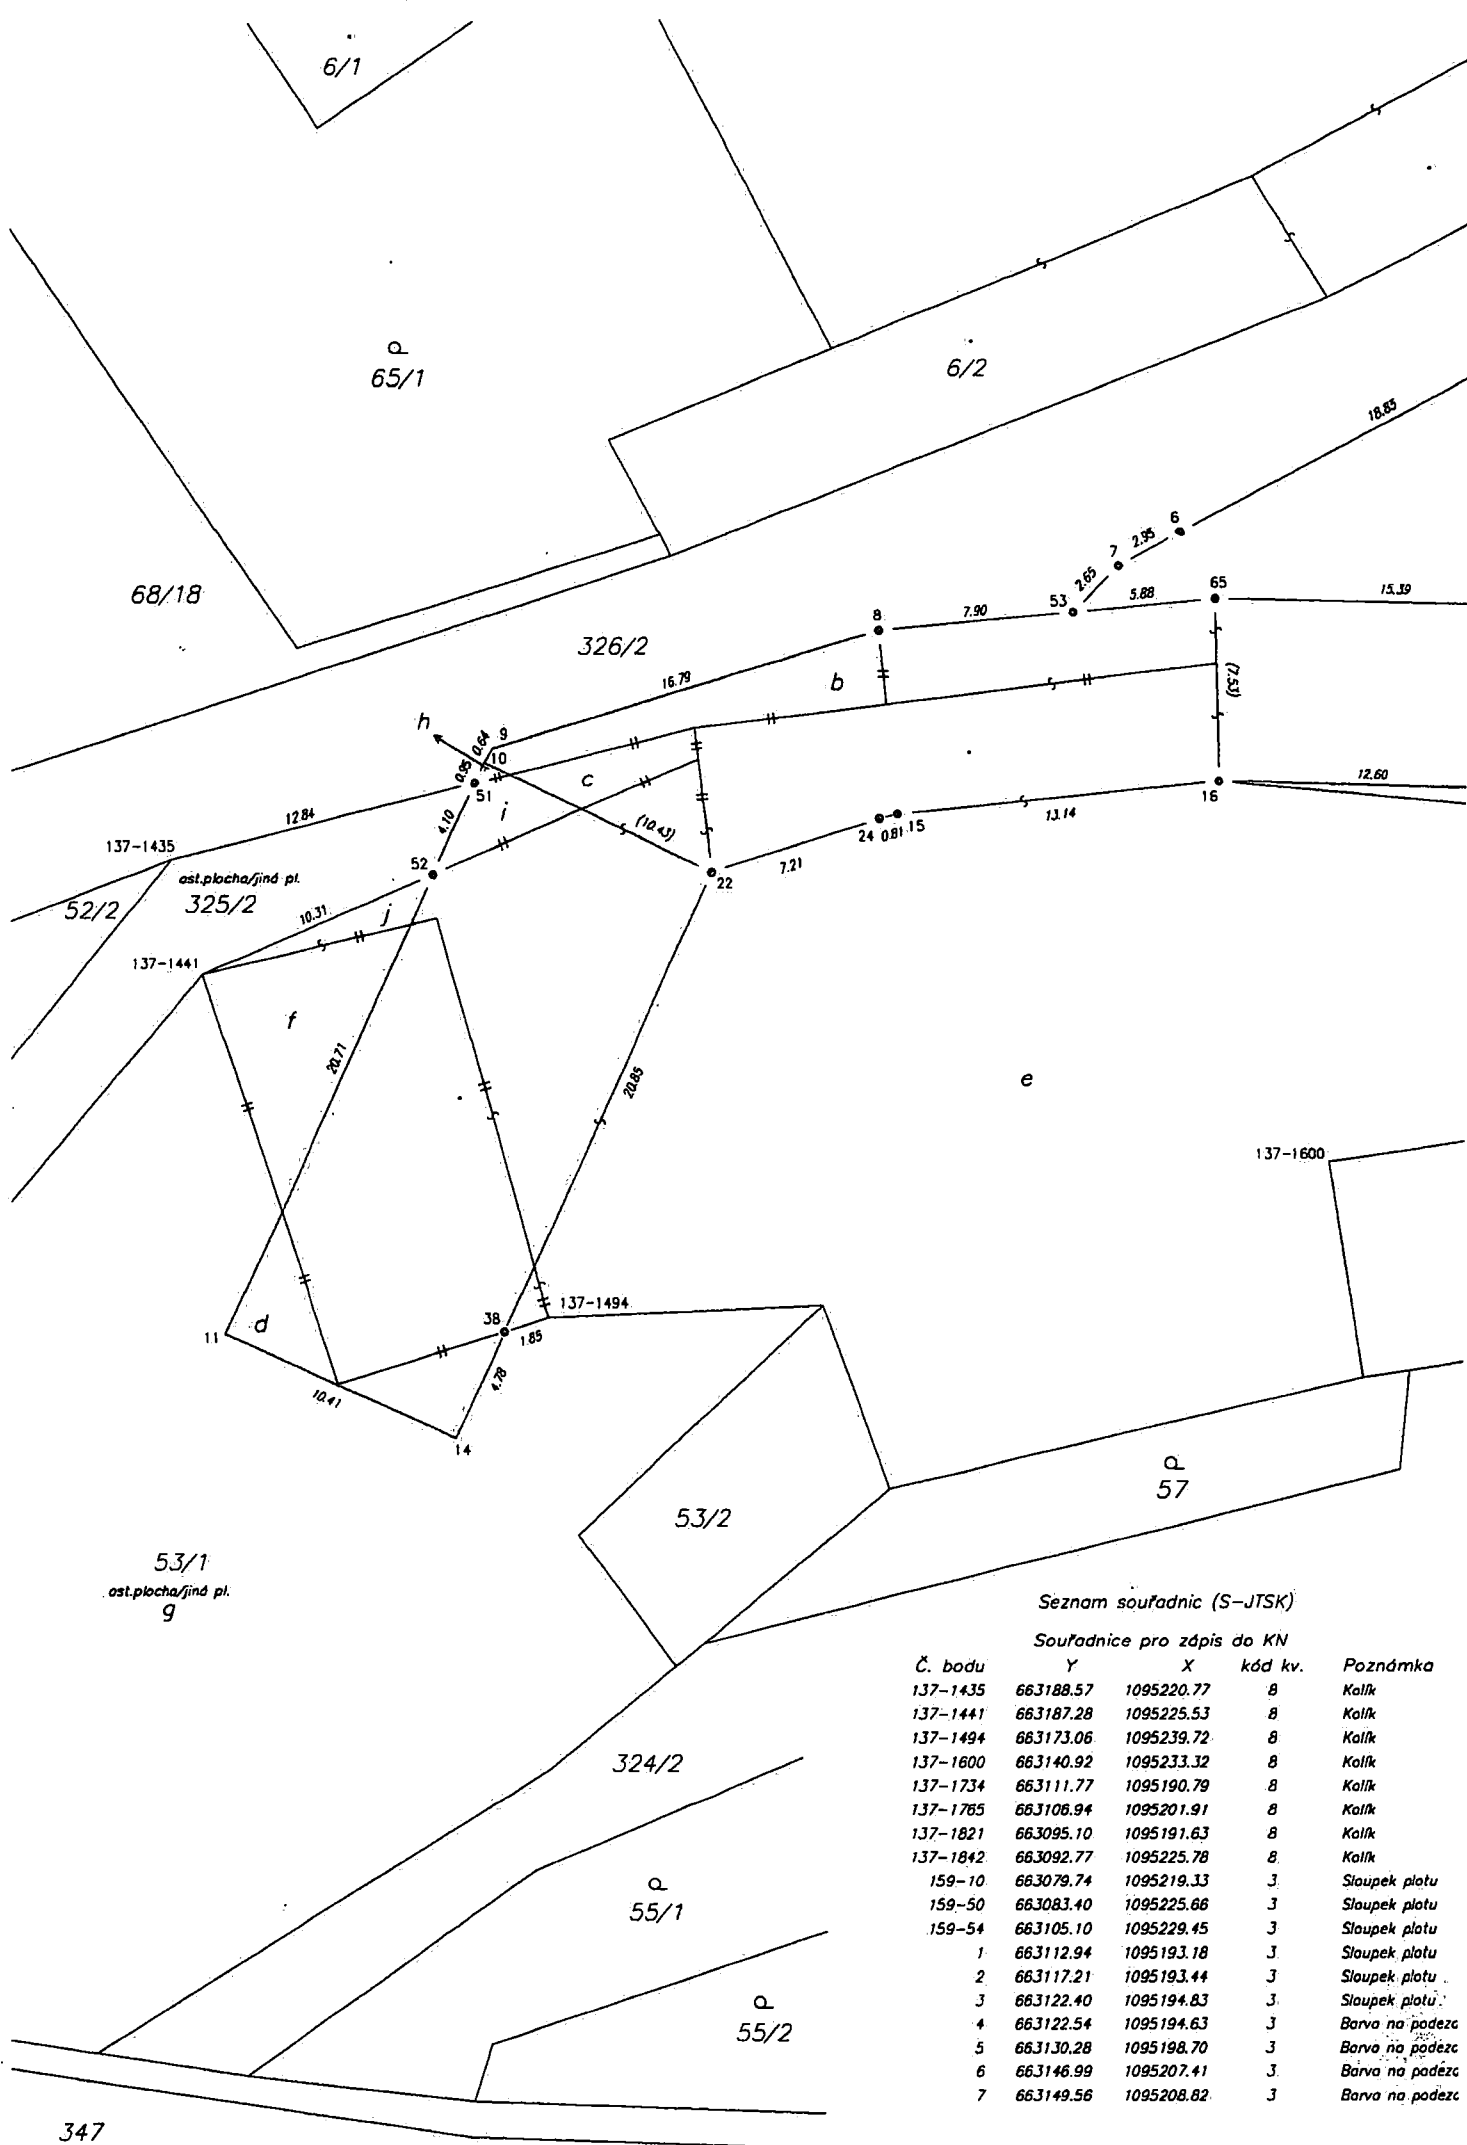 6/1
65/1
6/2
18.83
68/18
6
2.95
7
2.65
65
53
5.88
15.39
8
7.90
326/2
16.79
b
(7.53)
h
9
0.64
10
0.95
51
c
12.60
16
12.84
i
4.10
(10.43)
24 0.81 15
13.14
137-1435
52
7.21
22
ost.plocha/jiná pl.
52/2
325/2
10.31
j
137-1441
f
20.71
20.85
e
137-1600
137-1494
38
1.85
11
d
4.78
10.41
14
57
53/2
53/1
ost.plocha/jiná pl.
g
Seznam souřadnic (S-JTSK)
Souřadnice pro zápis do KN
Č. bodu Y X kód kv. Poznámka
137-1435 663188.57 1095220.77 8 Kolík
137-1441 663187.28 1095225.53 8 Kolík
137-1494 663173.06 1095239.72 8 Kolík
137-1600 663140.92 1095233.32 8 Kolík
137-1734 663111.77 1095190.79 8 Kolík
137-1765 663106.94 1095201.91 8 Kolík
137-1821 663095.10 1095191.63 8 Kolík
137-1842 663092.77 1095225.78 8 Kolík
159-10 663079.74 1095219.33 3 Sloupek plotu
159-50 663083.40 1095225.66 3 Sloupek plotu
159-54 663105.10 1095229.45 3 Sloupek plotu
1 663112.94 1095193.18 3 Sloupek plotu
2 663117.21 1095193.44 3 Sloupek plotu
3 663122.40 1095194.83 3 Sloupek plotu
4 663122.54 1095194.63 3 Barva na podezd
5 663130.28 1095198.70 3 Barva na podezd
6 663146.99 1095207.41 3 Barva na podezd
7 663149.56 1095208.82 3 Barva na podezd
324/2
55/1
55/2
347